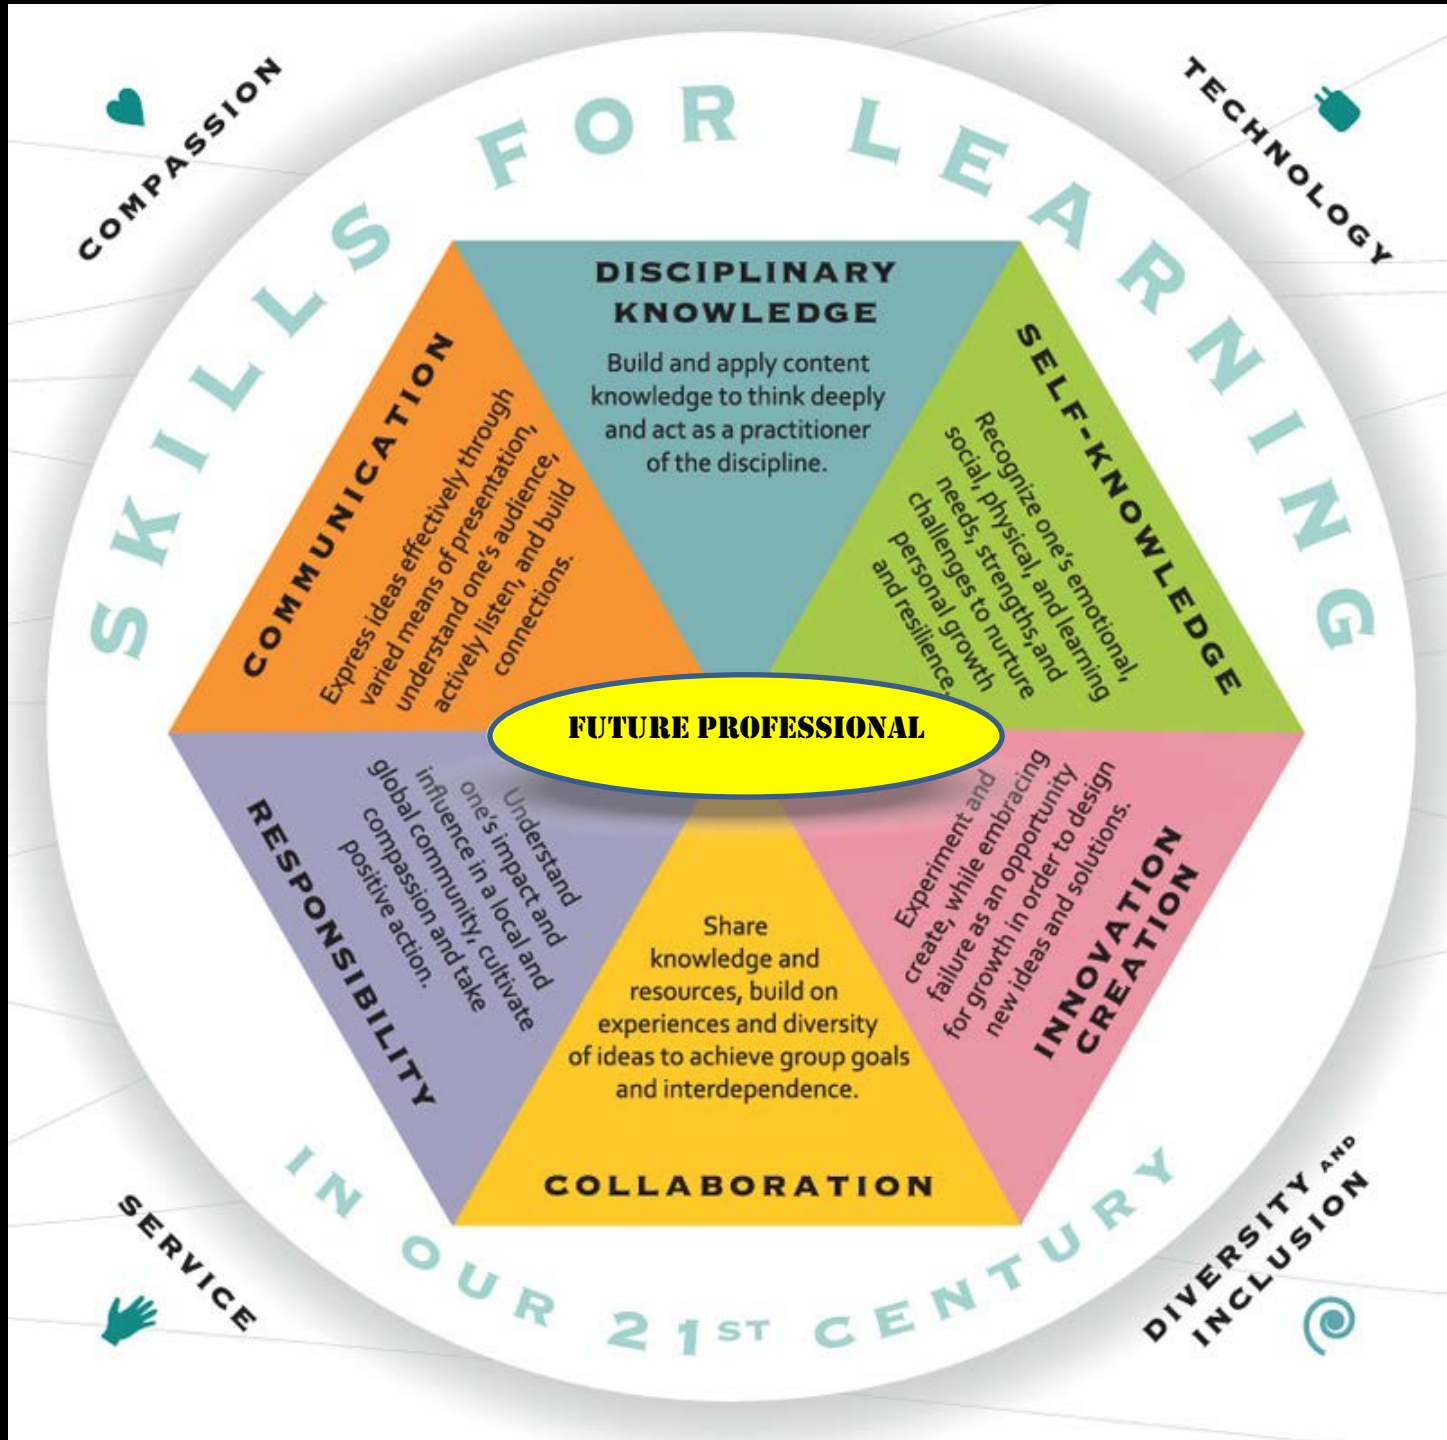 COMPASSION
TECHNOLOGY
SKILLS FOR LEARNING
DISCIPLINARY
KNOWLEDGE
Build and apply content
knowledge to think deeply
and act as a practitioner
of the discipline.
COMMUNICATION
Express ideas effectively through
varied means of presentation,
understand one's audience,
actively listen, and build
connections.
SELF-KNOWLEDGE
Recognize one's emotional,
social, physical, and learning
needs, strengths, and
challenges to nurture
personal growth
and resilience.
FUTURE PROFESSIONAL
RESPONSIBILITY
Understand
one's impact and
influence in a local and
global community, cultivate
compassion and take
positive action.
Experiment and
create, while embracing
failure as an opportunity
for growth in order to design
new ideas and solutions.
INNOVATION
CREATION
Share
knowledge and
resources, build on
experiences and diversity
of ideas to achieve group goals
and interdependence.
COLLABORATION
IN OUR 21ST CENTURY
SERVICE
DIVERSITY AND
INCLUSION